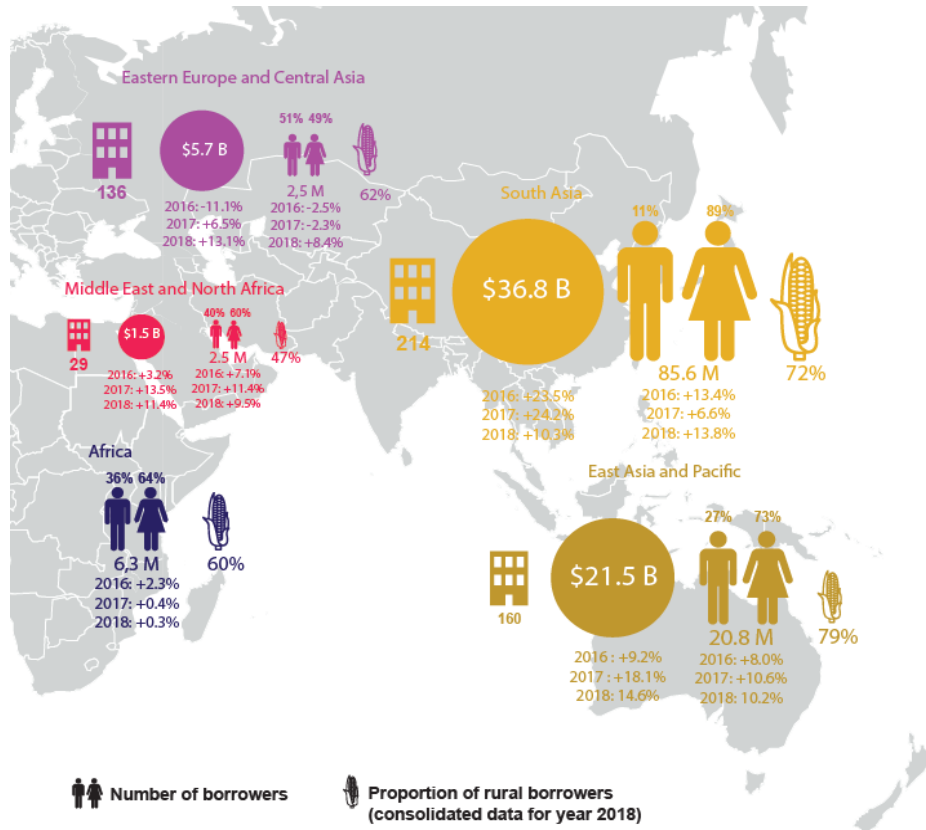 Eastern Europe and Central Asia
51% 49%
$5.7 B
136
2,5 M
62%
2016: -11.1%
2017: +6.5%
2018: +13.1%
2016: -2.5%
2017: -2.3%
2018: +8.4%
South Asia
11% 89%
$36.8 B
214
85.6 M
72%
2016: +23.5%
2017: +24.2%
2018: +10.3%
2016: +13.4%
2017: +6.6%
2018: +13.8%
Middle East and North Africa
40% 60%
$1.5 B
29
2.5 M
47%
2016: +3.2%
2017: +13.5%
2018: +11.4%
2016: +7.1%
2017: +11.4%
2018: +9.5%
Africa
36% 64%
6,3 M
60%
2016: +2.3%
2017: +0.4%
2018: +0.3%
East Asia and Pacific
27% 73%
$21.5 B
160
20.8 M
79%
2016 : +9.2%
2017 : +18.1%
2018: 14.6%
2016: +8.0%
2017: +10.6%
2018: 10.2%
Number of borrowers
Proportion of rural borrowers
(consolidated data for year 2018)